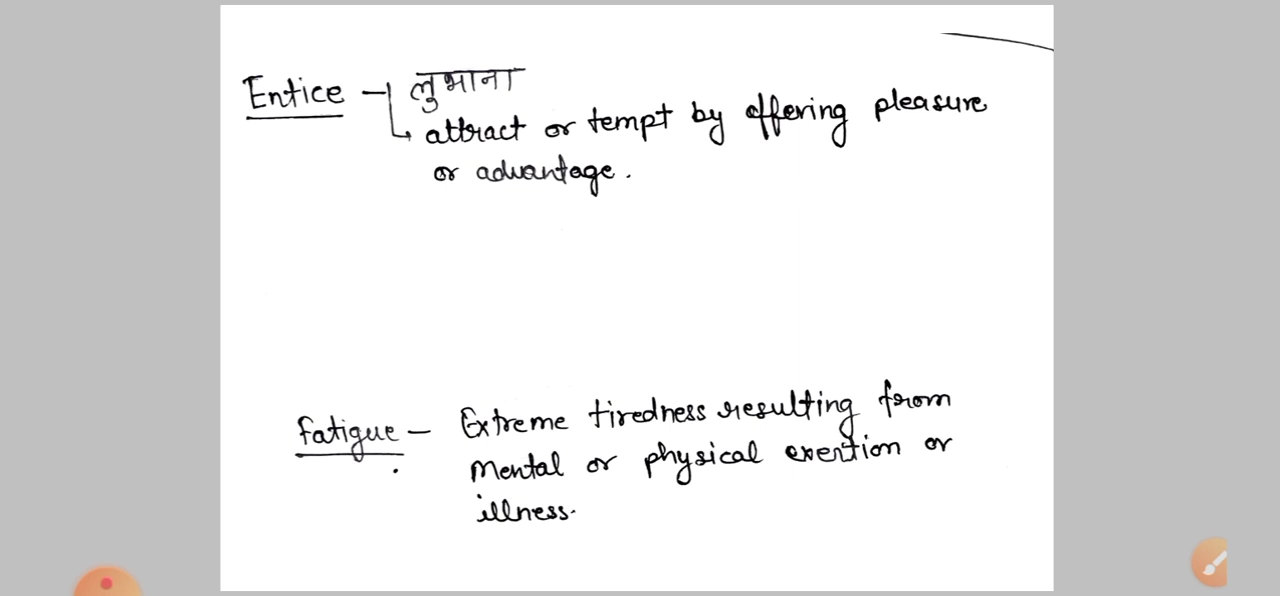 Entice - लुभाना
attract or tempt by offering pleasure
or advantage.
fatigue - Extreme tiredness resulting from
Mental or physical exertion or
illness.